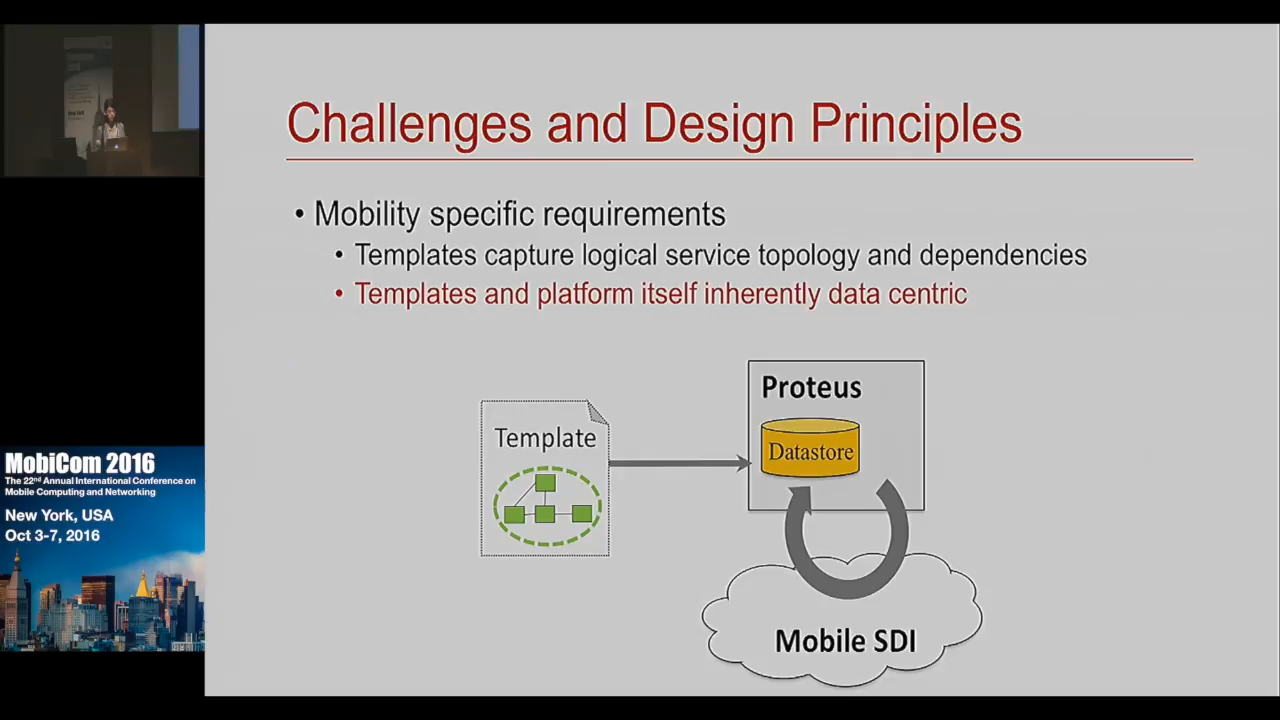 Challenges and Design Principles
• Mobility specific requirements
• Templates capture logical service topology and dependencies
• Templates and platform itself inherently data centric
Template
Proteus
Datastore
Mobile SDI
MobiCom 2016
The 22nd Annual International Conference on
Mobile Computing and Networking
New York, USA
Oct 3-7, 2016